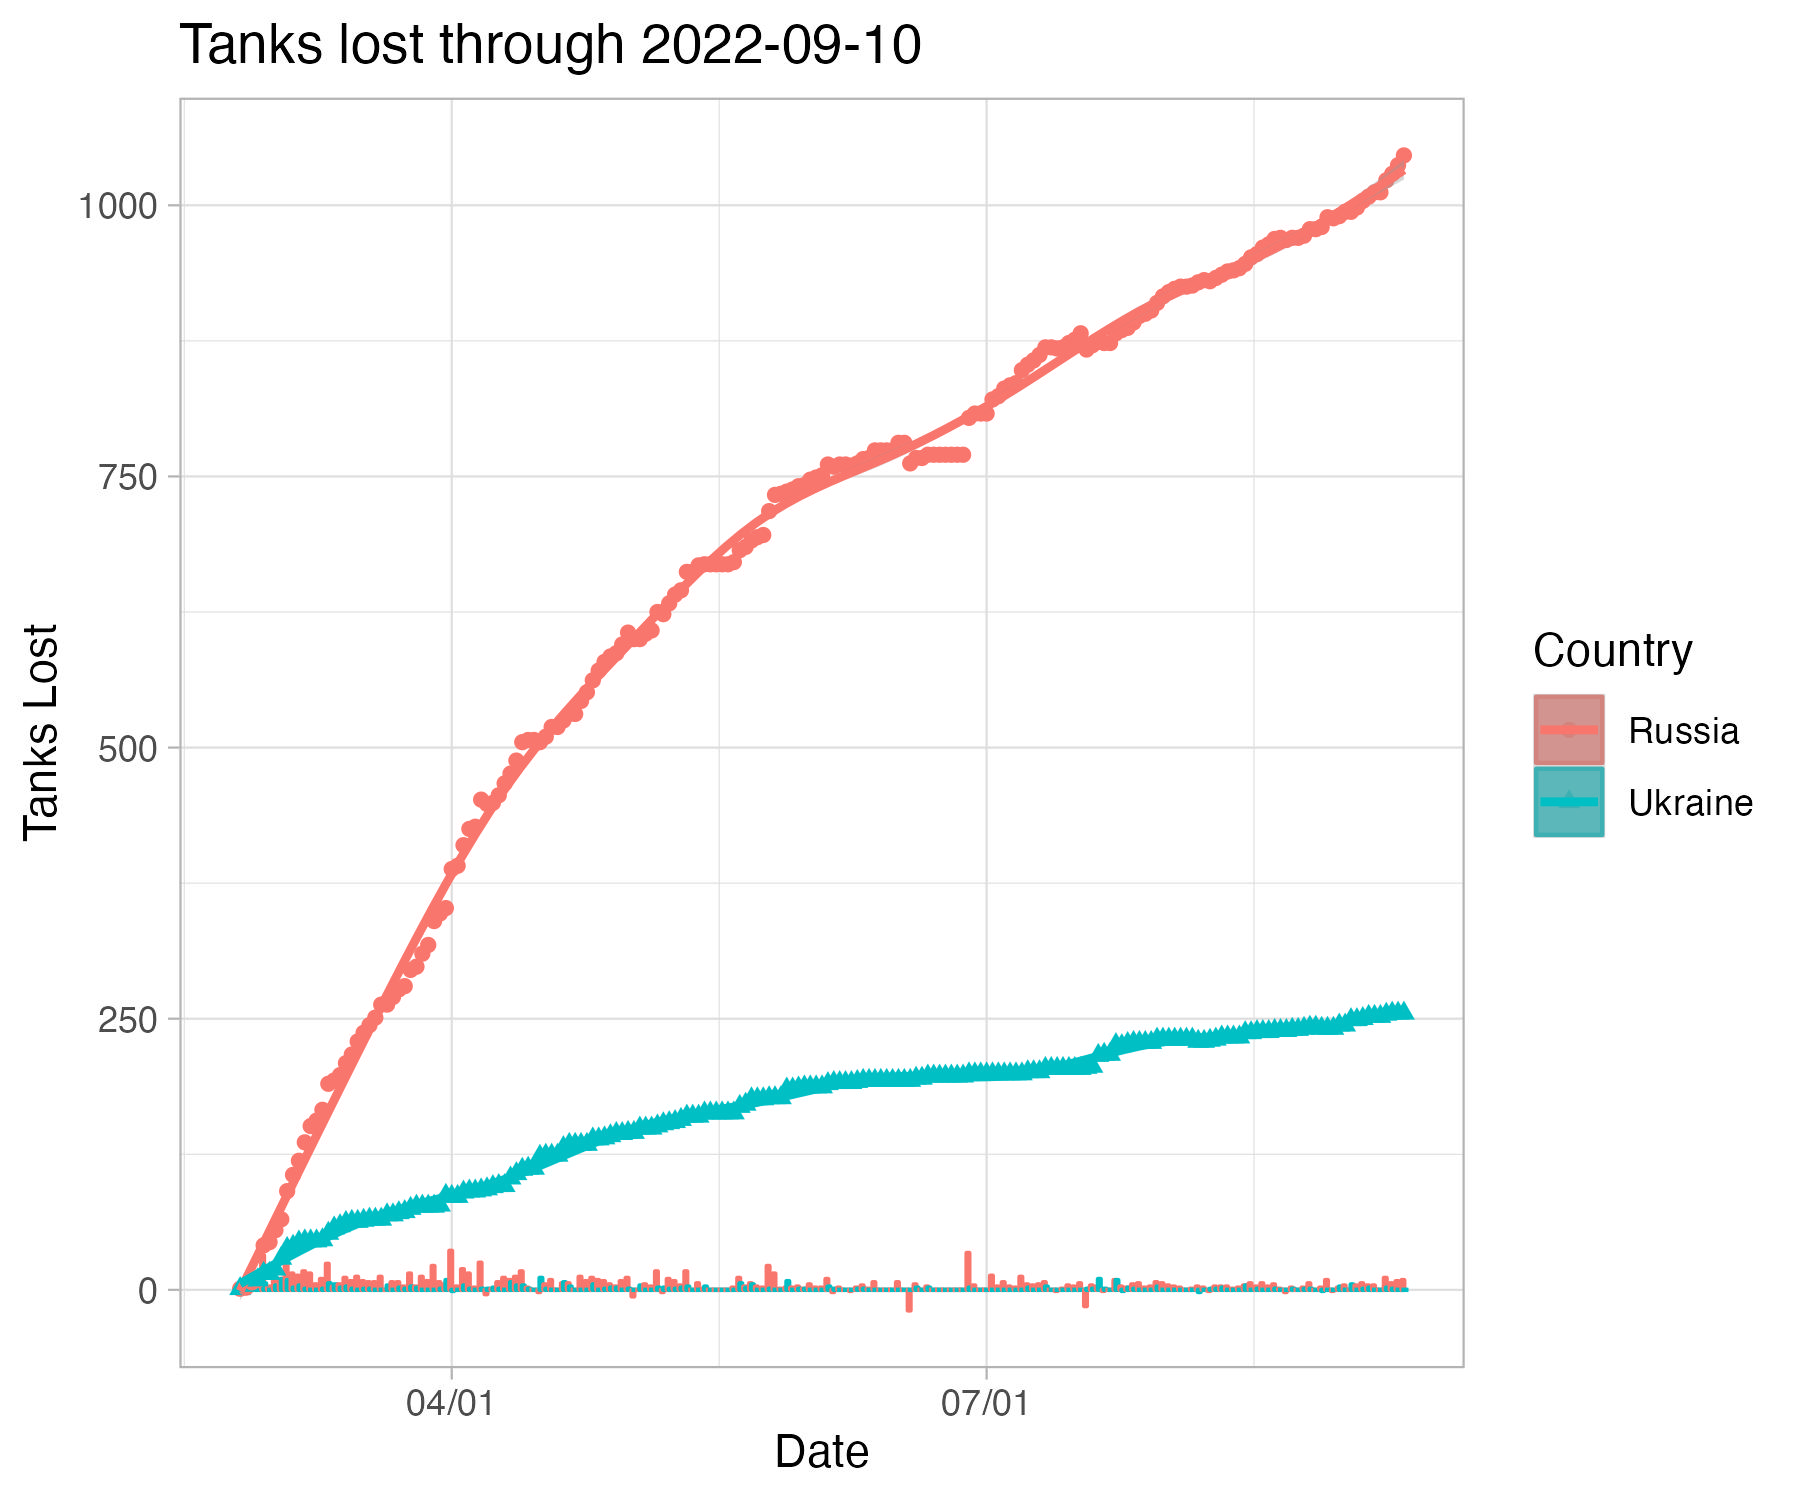 Tanks lost through 2022-09-10
Tanks Lost
1000
750
500
250
0
04/01
07/01
Date
Country
Russia
Ukraine